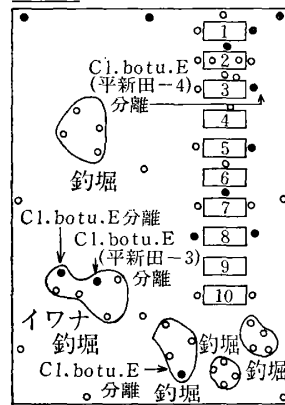 1
2
Cl.botu.E
(平新田-4)
分離
3
4
釣堀
5
6
7
Cl.botu.E分離
Cl.botu.E
(平新田-3)
分離
8
9
イワナ
釣堀
10
釣堀
釣堀
Cl.botu.E
分離
釣堀